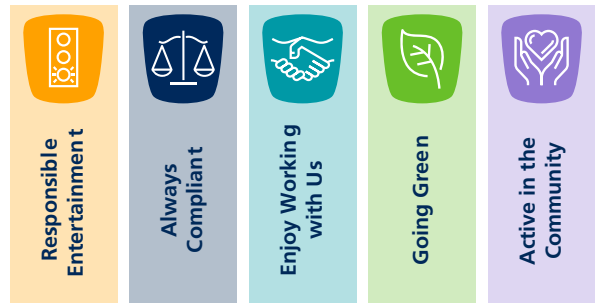 Responsible
Entertainment
Always
Compliant
Enjoy Working
with Us
Going Green
Active in the
Community